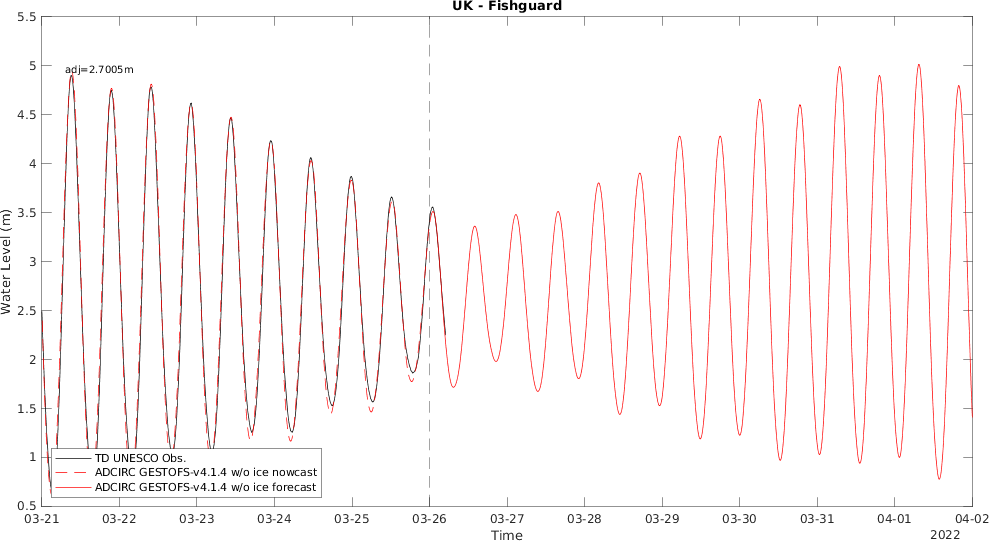 UK - Fishguard
5.5
5
4.5
4
3.5
3
2.5
2
1.5
1
0.5
Water Level (m)
adj=2.7005m
TD UNESCO Obs.
ADCIRC GESTOFS-v4.1.4 w/o ice nowcast
ADCIRC GESTOFS-v4.1.4 w/o ice forecast
03-21 03-22 03-23 03-24 03-25 03-26 03-27 03-28 03-29 03-30 03-31 04-01 04-02
Time
2022